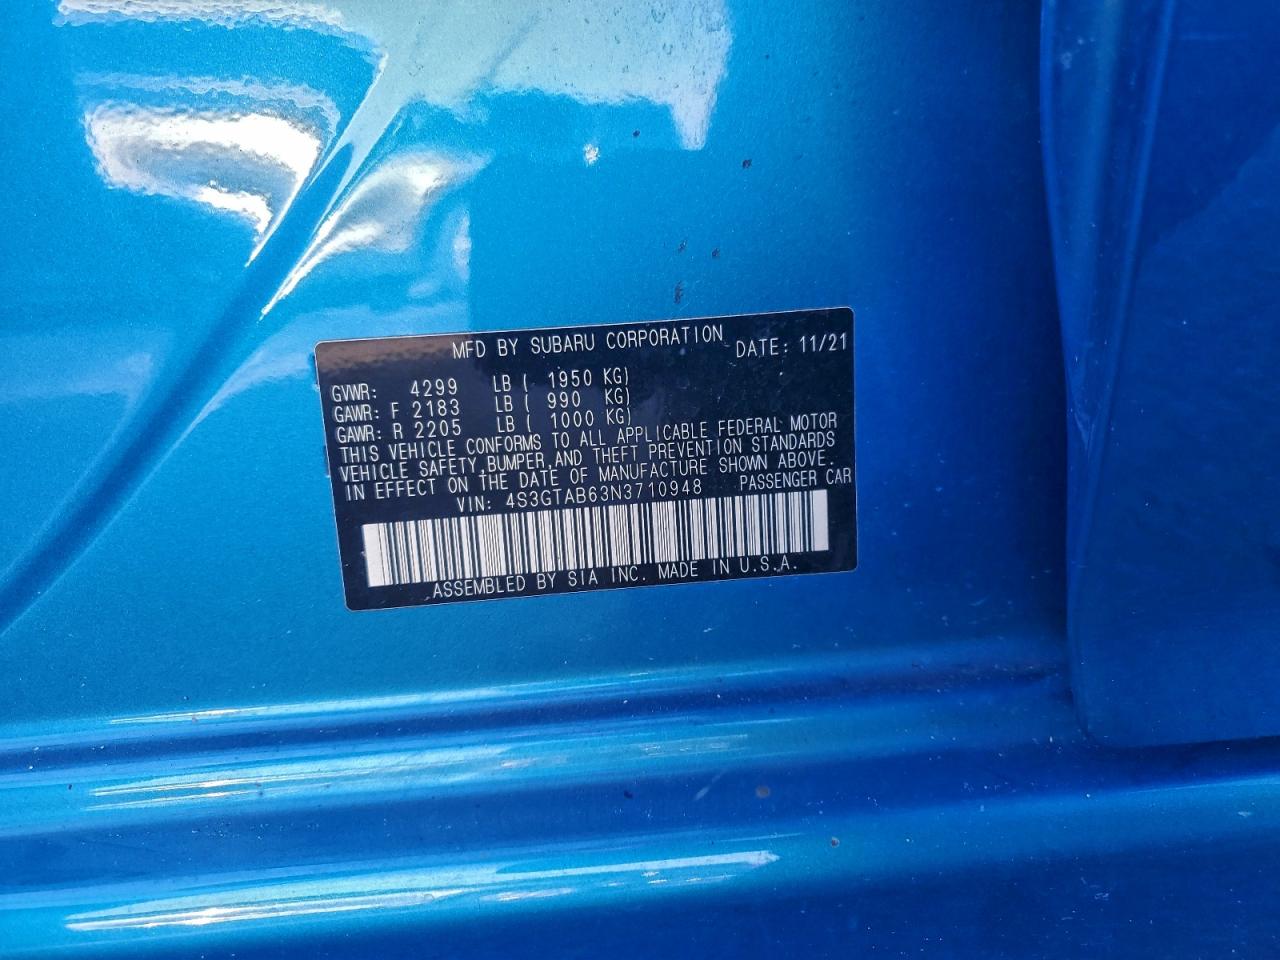 MFD BY SUBARU CORPORATION DATE: 11/21
GVWR: 4299 LB ( 1950 KG)
GAWR: F 2183 LB ( 990 KG)
GAWR: R 2205 LB ( 1000 KG)
THIS VEHICLE CONFORMS TO ALL APPLICABLE FEDERAL MOTOR
VEHICLE SAFETY,BUMPER,AND THEFT PREVENTION STANDARDS
IN EFFECT ON THE DATE OF MANUFACTURE SHOWN ABOVE.
VIN: 4S3GTAB63N3710948 PASSENGER CAR
ASSEMBLED BY SIA INC. MADE IN U.S.A.